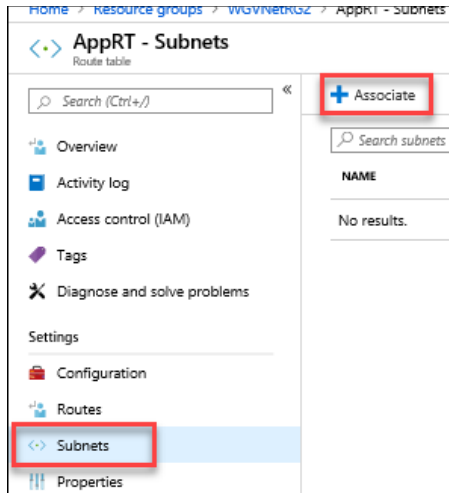 Home > Resource groups > WGVNetRG2 > AppRT - Subnets
AppRT - Subnets
Route table
Search (Ctrl+/)
«
Associate
Search subnets
Overview
NAME
Activity log
Access control (IAM)
No results.
Tags
Diagnose and solve problems
Settings
Configuration
Routes
Subnets
Properties